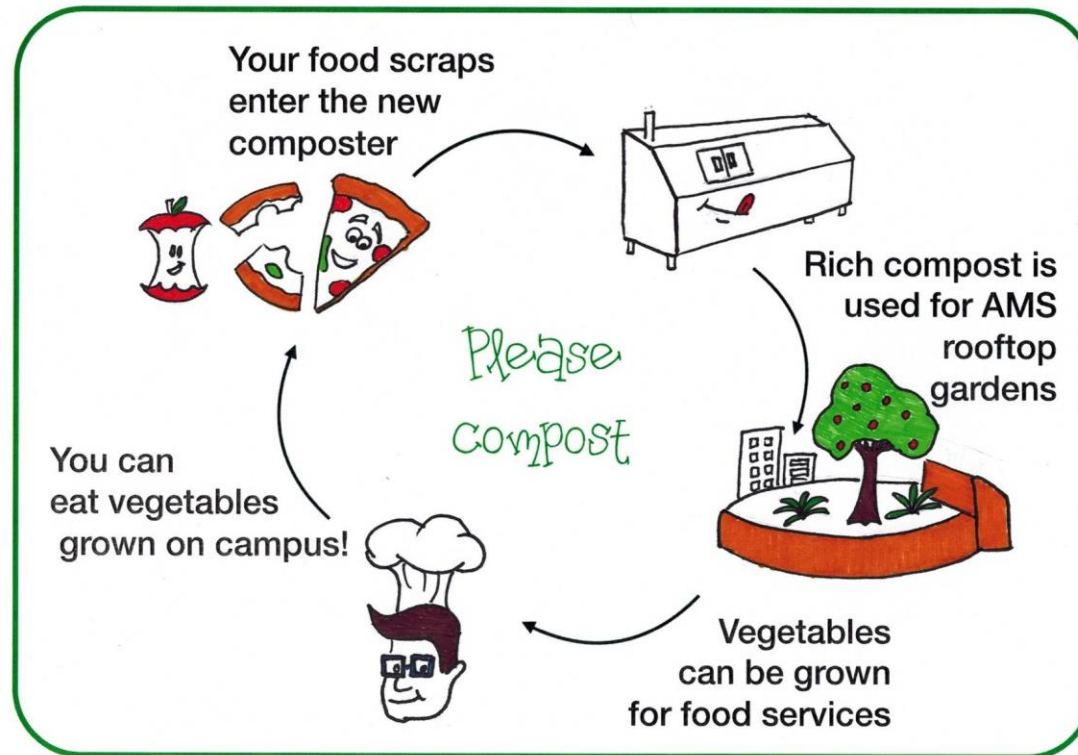 Your food scraps
enter the new
composter
Rich compost is
used for AMS
rooftop
gardens
Please
compost
You can
eat vegetables
grown on campus!
Vegetables
can be grown
for food services